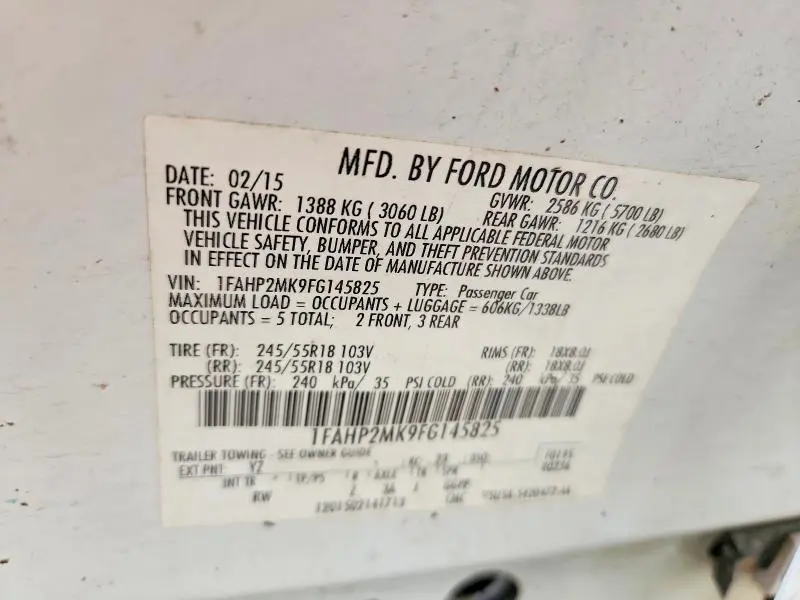 MFD. BY FORD MOTOR CO.
DATE: 02/15 GVWR: 2586 KG ( 5700 LB)
FRONT GAWR: 1388 KG ( 3060 LB) REAR GAWR: 1216 KG ( 2680 LB)
THIS VEHICLE CONFORMS TO ALL APPLICABLE FEDERAL MOTOR
VEHICLE SAFETY, BUMPER, AND THEFT PREVENTION STANDARDS
IN EFFECT ON THE DATE OF MANUFACTURE SHOWN ABOVE.
VIN: 1FAHP2MK9FG145825 TYPE: Passenger Car
MAXIMUM LOAD = OCCUPANTS + LUGGAGE = 606KG/1338LB
OCCUPANTS = 5 TOTAL; 2 FRONT, 3 REAR
TIRE (FR): 245/55R18 103V RIMS (FR): 18X8.0J
(RR): 245/55R18 103V (RR): 18X8.0J
PRESSURE (FR): 240 kPa/ 35 PSI COLD (RR): 240 kPa/ 35 PSI COLD
1FAHP2MK9FG145825
TRAILER TOWING - SEE OWNER GUIDE
EXT PNT: YZ
INT TR
RW